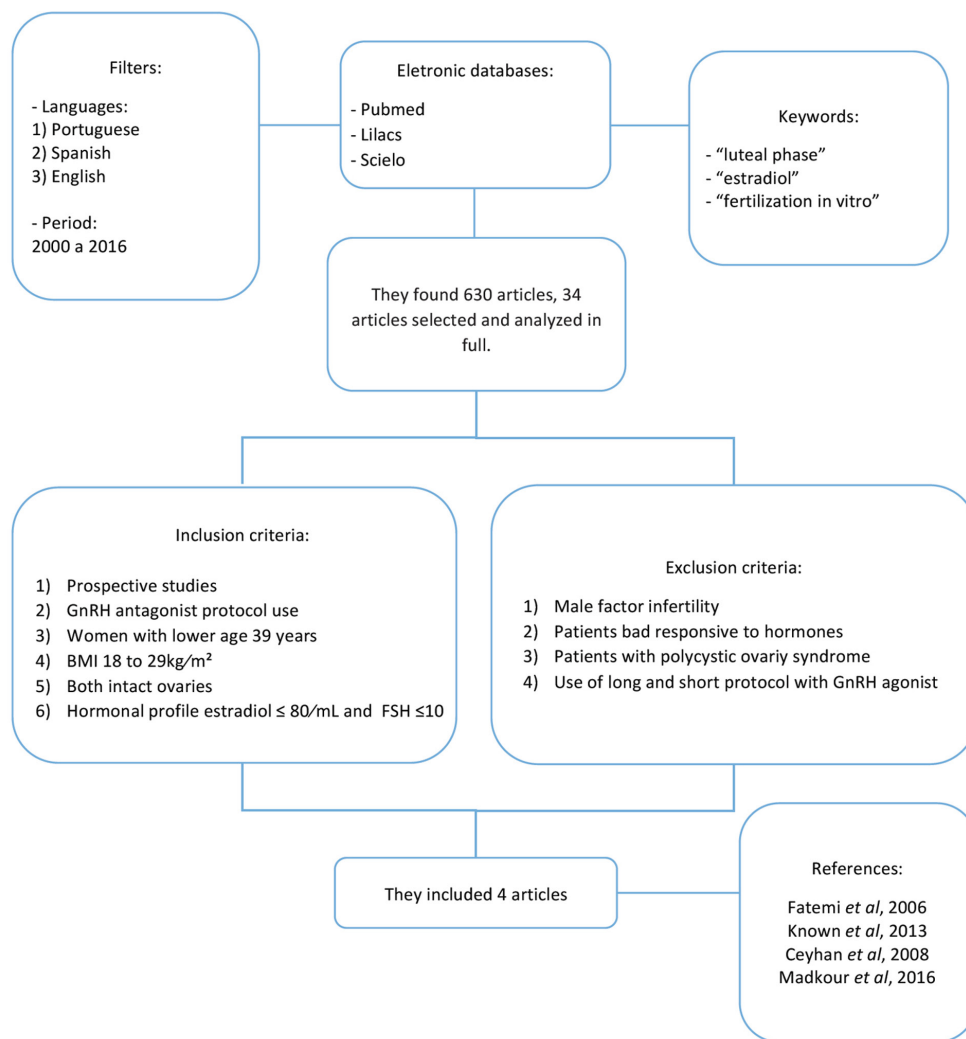 Filters:
- Languages:
1) Portuguese
2) Spanish
3) English
- Period:
2000 a 2016
Eletronic databases:
- Pubmed
- Lilacs
- Scielo
Keywords:
- “luteal phase”
- “estradiol”
- “fertilization in vitro”
They found 630 articles, 34
articles selected and analyzed in
full.
Inclusion criteria:
1) Prospective studies
2) GnRH antagonist protocol use
3) Women with lower age 39 years
4) BMI 18 to 29kg/m²
5) Both intact ovaries
6) Hormonal profile estradiol ≤ 80/mL and FSH ≤10
Exclusion criteria:
1) Male factor infertility
2) Patients bad responsive to hormones
3) Patients with polycystic ovariy syndrome
4) Use of long and short protocol with GnRH agonist
They included 4 articles
References:
Fatemi et al, 2006
Known et al, 2013
Ceyhan et al, 2008
Madkour et al, 2016